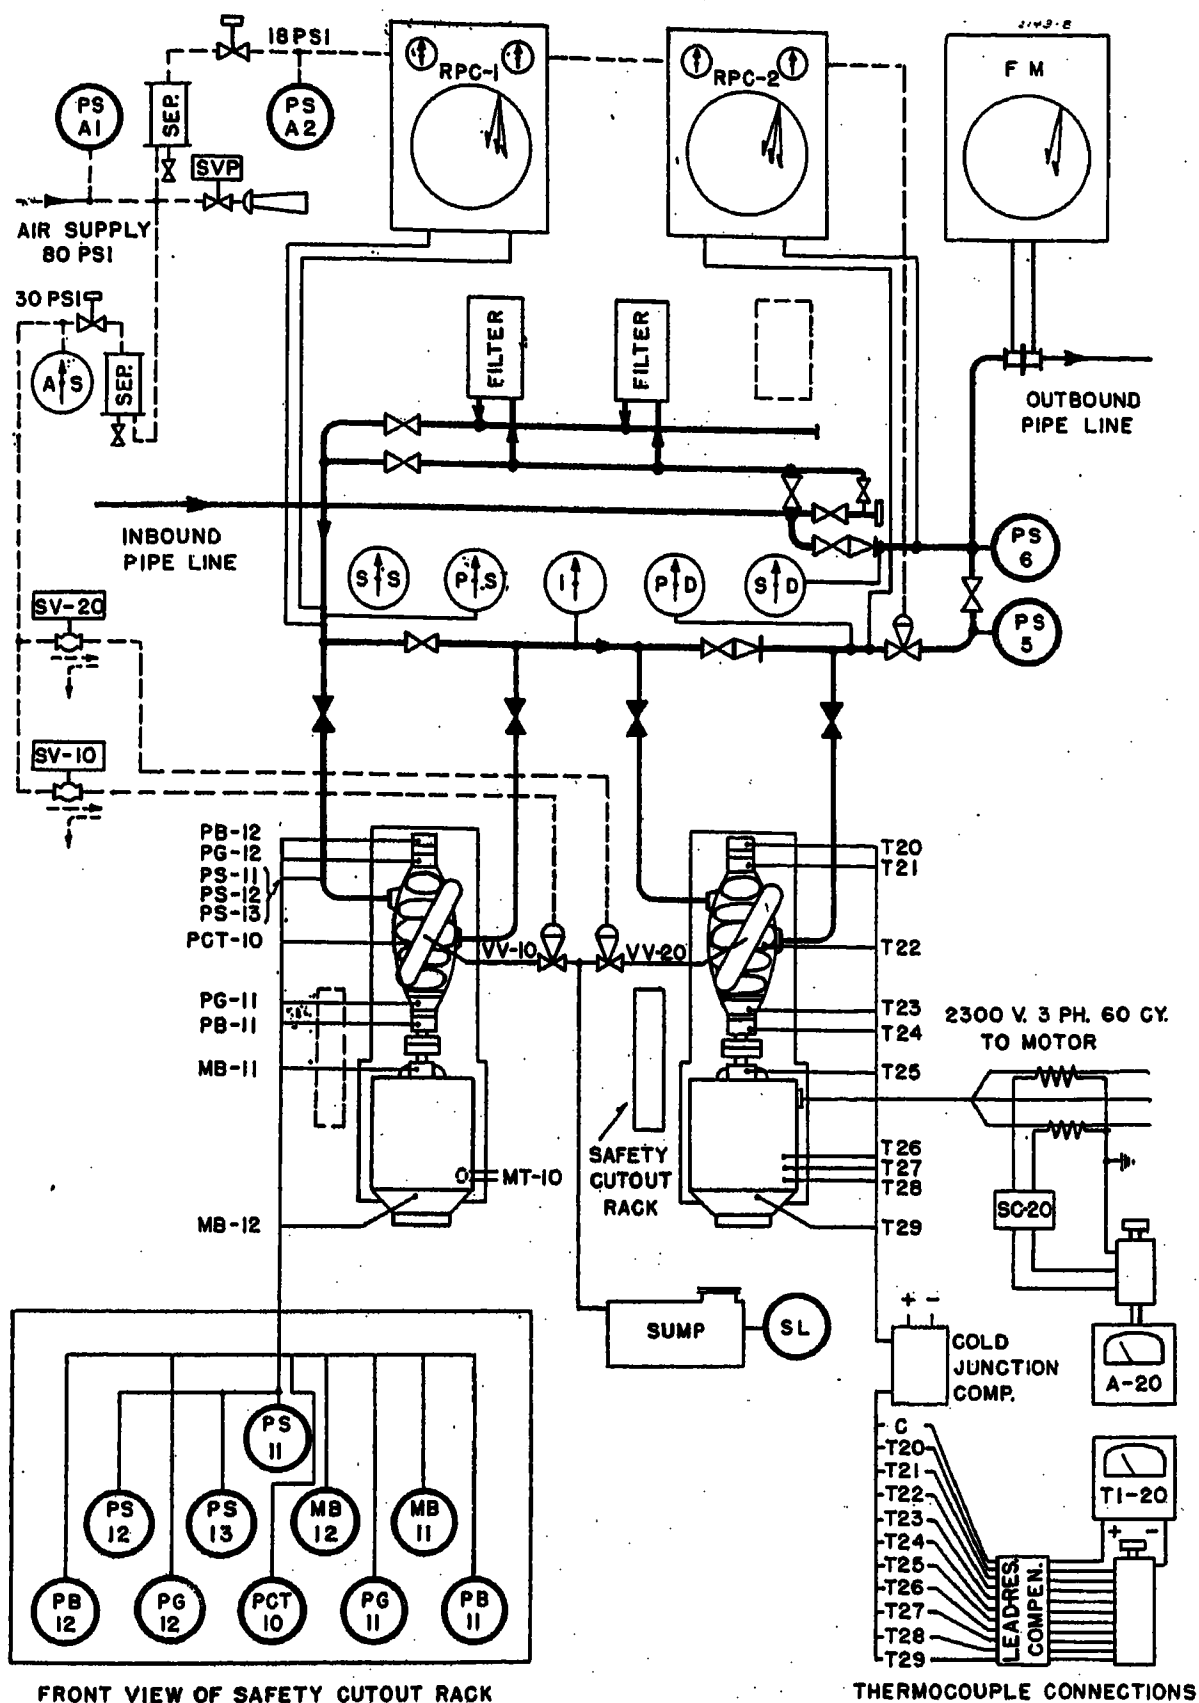 2149-E
18 PSI
RPC-1
RPC-2
F M
PS
A1
SEP.
PS
A2
SVP
AIR SUPPLY
80 PSI
30 PSI
A S
SEP.
FILTER
FILTER
OUTBOUND
PIPE LINE
INBOUND
PIPE LINE
PS
6
S S
P S
I
P D
S D
SV-20
PS
5
SV-10
PB-12
PG-12
PS-11
PS-12
PS-13
PCT-10
PG-11
PB-11
MB-11
MT-10
MB-12
VV-10
VV-20
T20
T21
T22
T23
T24
T25
T26
T27
T28
T29
2300 V. 3 PH. 60 CY.
TO MOTOR
SAFETY
CUTOUT
RACK
SC-20
SUMP
SL
+ -
COLD
JUNCTION
COMP.
A-20
PS
11
PS
12
PS
13
MB
12
MB
11
PB
12
PG
12
PCT
10
PG
11
PB
11
C
T20
T21
T22
T23
T24
T25
T26
T27
T28
T29
LEAD RES.
COMPEN.
TI-20
+ -
FRONT VIEW OF SAFETY CUTOUT RACK
THERMOCOUPLE CONNECTIONS